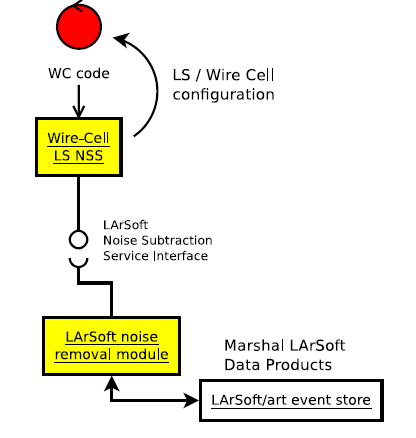 WC code
LS / Wire Cell
configuration
Wire-Cell
LS NSS
LArSoft
Noise Subtraction
Service Interface
LArSoft noise
removal module
Marshal LArSoft
Data Products
LArSoft/art event store